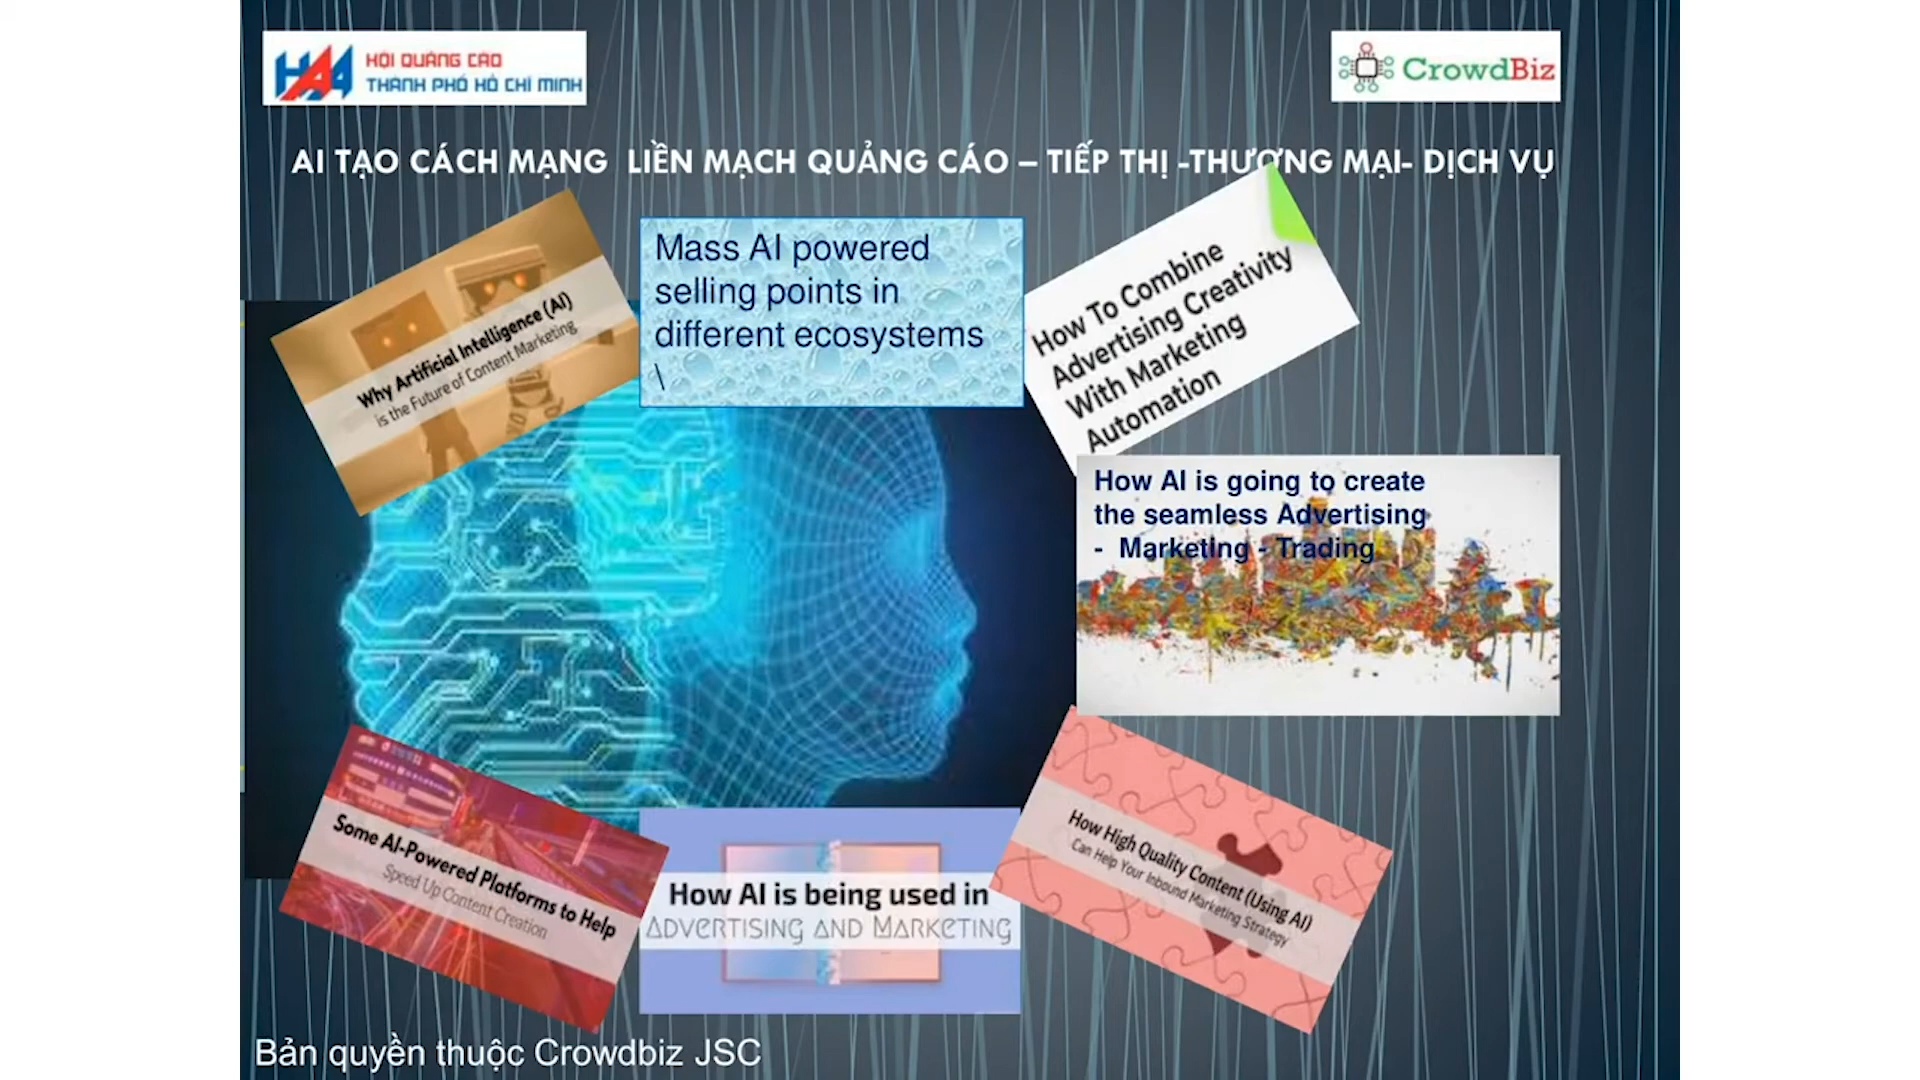 HAA
HỘI QUẢNG CÁO
THÀNH PHỐ HỒ CHÍ MINH
CrowdBiz
AI TẠO CÁCH MẠNG LIỀN MẠCH QUẢNG CÁO – TIẾP THỊ -THƯƠNG MẠI- DỊCH VỤ
Why Artificial Intelligence (AI)
is the Future of Content Marketing
Mass AI powered
selling points in
different ecosystems
\
How To Combine
Advertising Creativity
With Marketing
Automation
How AI is going to create
the seamless Advertising
- Marketing - Trading
Some AI-Powered Platforms to Help
Speed Up Content Creation
How AI is being used in
ADVERTISING AND MARKETING
How High Quality Content (Using AI)
Can Help Your Inbound Marketing Strategy
Bản quyền thuộc Crowdbiz JSC